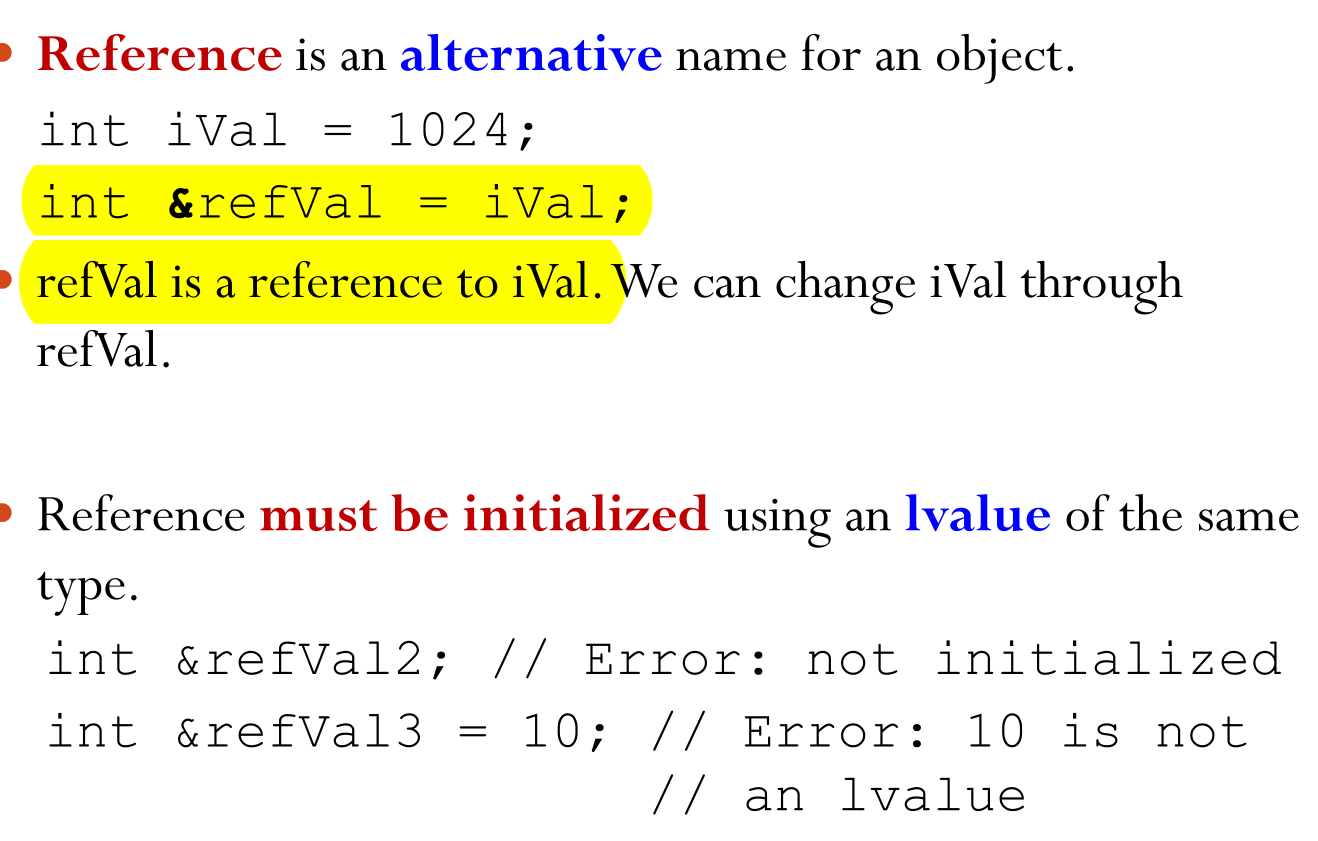 • Reference is an alternative name for an object.
int iVal = 1024;
int &refVal = iVal;
• refVal is a reference to iVal. We can change iVal through
refVal.
• Reference must be initialized using an lvalue of the same
type.
int &refVal2; // Error: not initialized
int &refVal3 = 10; // Error: 10 is not
// an lvalue